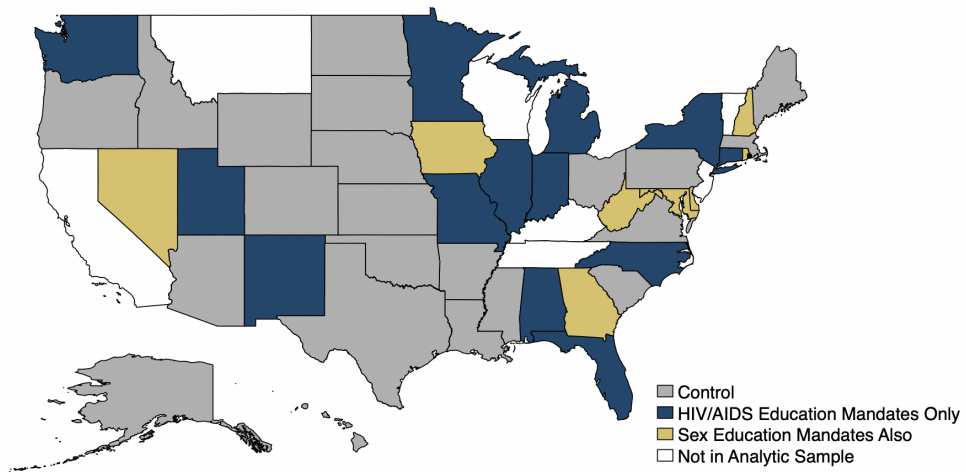 Control
HIV/AIDS Education Mandates Only
Sex Education Mandates Also
Not in Analytic Sample